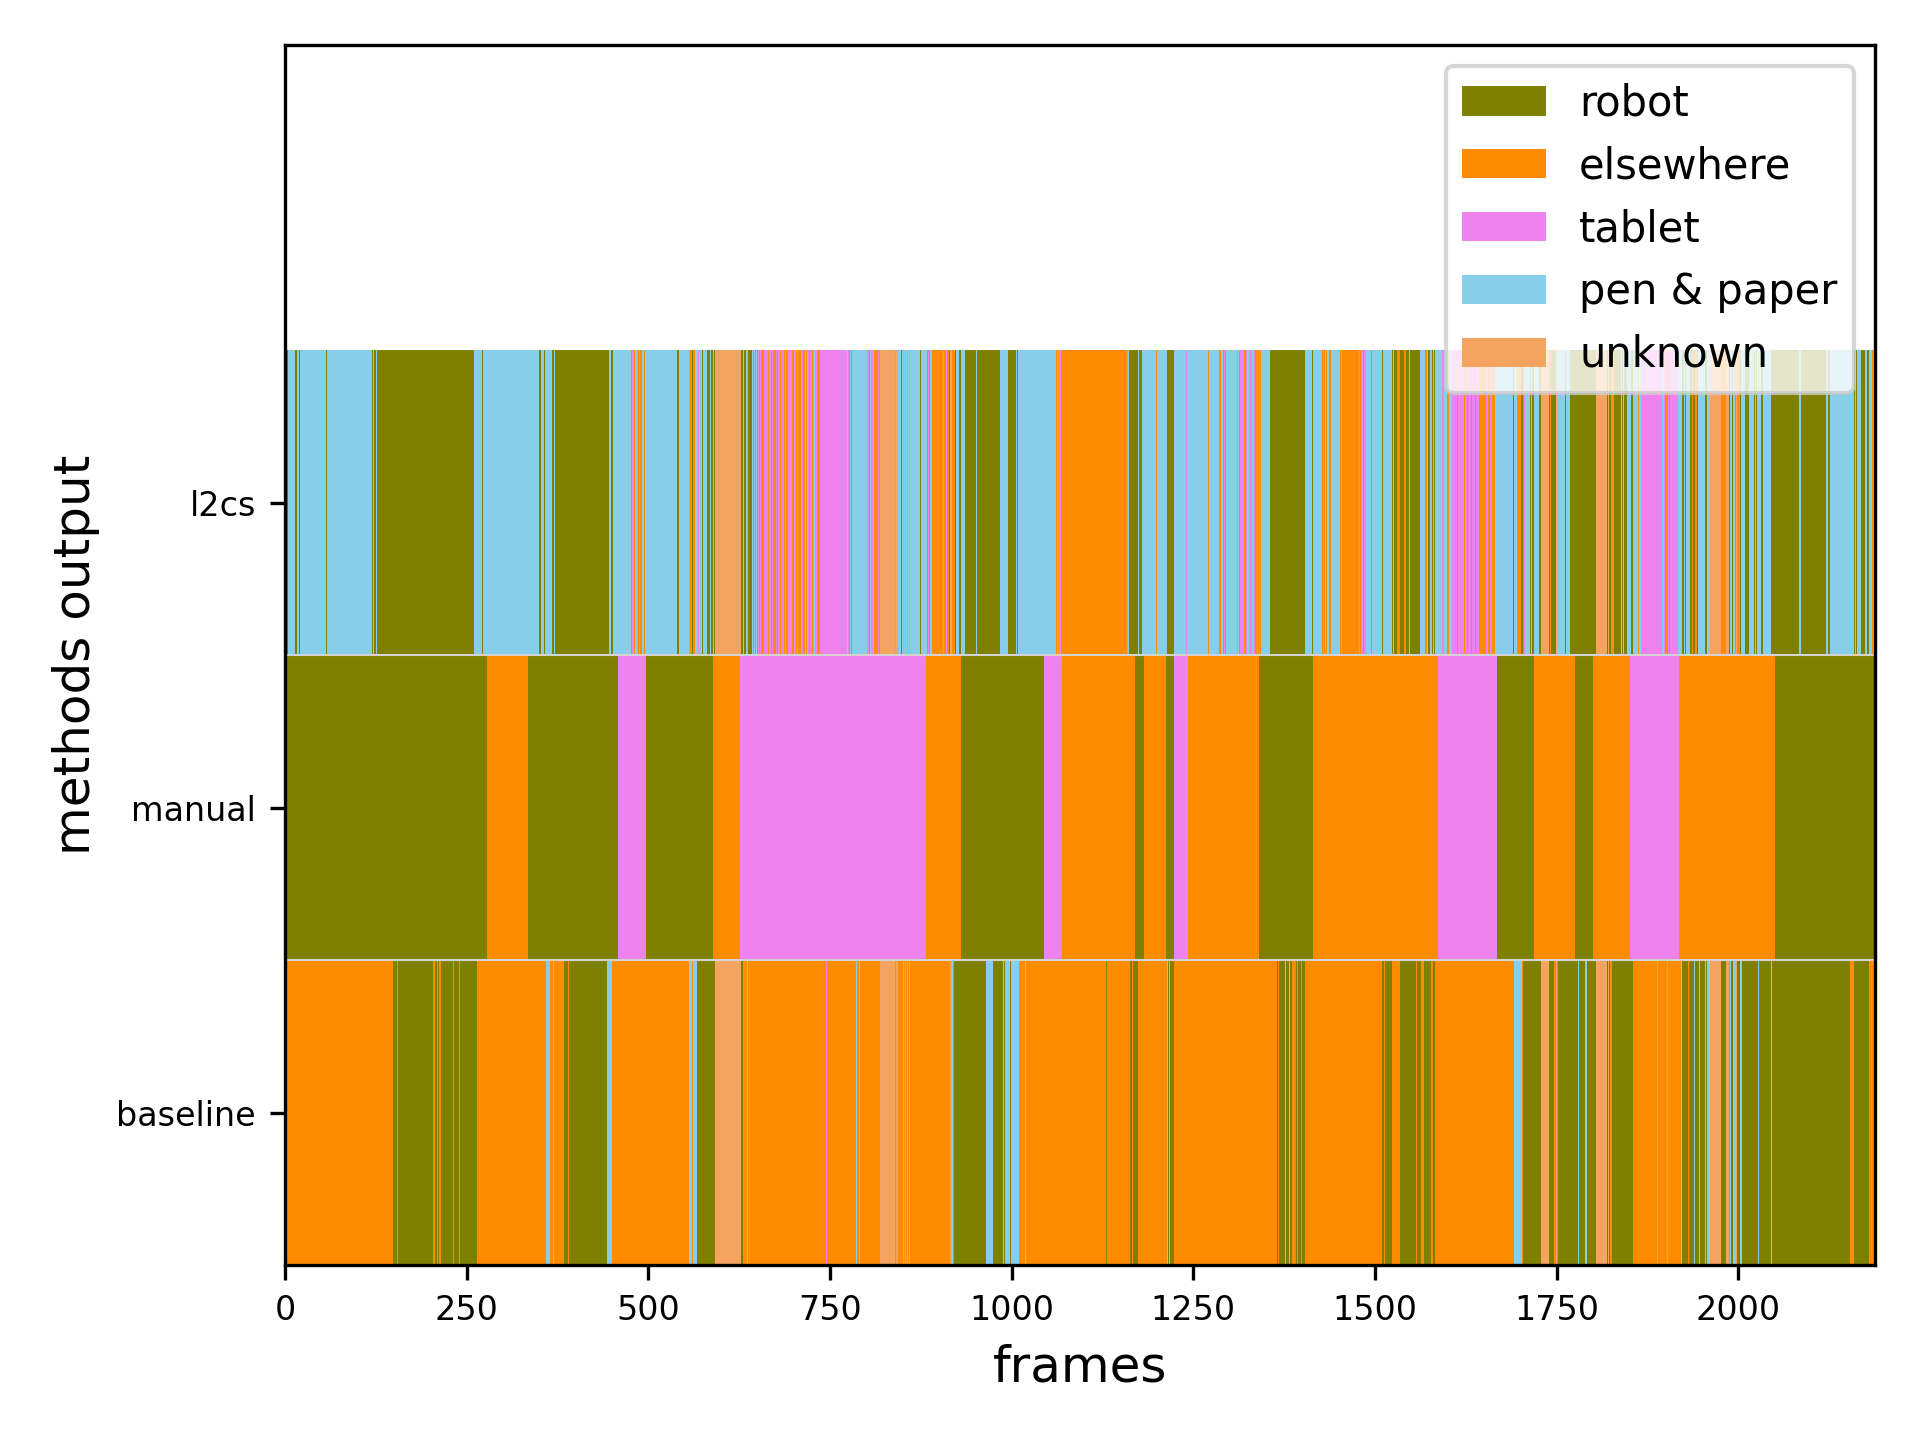 robot
elsewhere
tablet
pen & paper
unknown
methods output
l2cs
manual
baseline
0 250 500 750 1000 1250 1500 1750 2000
frames